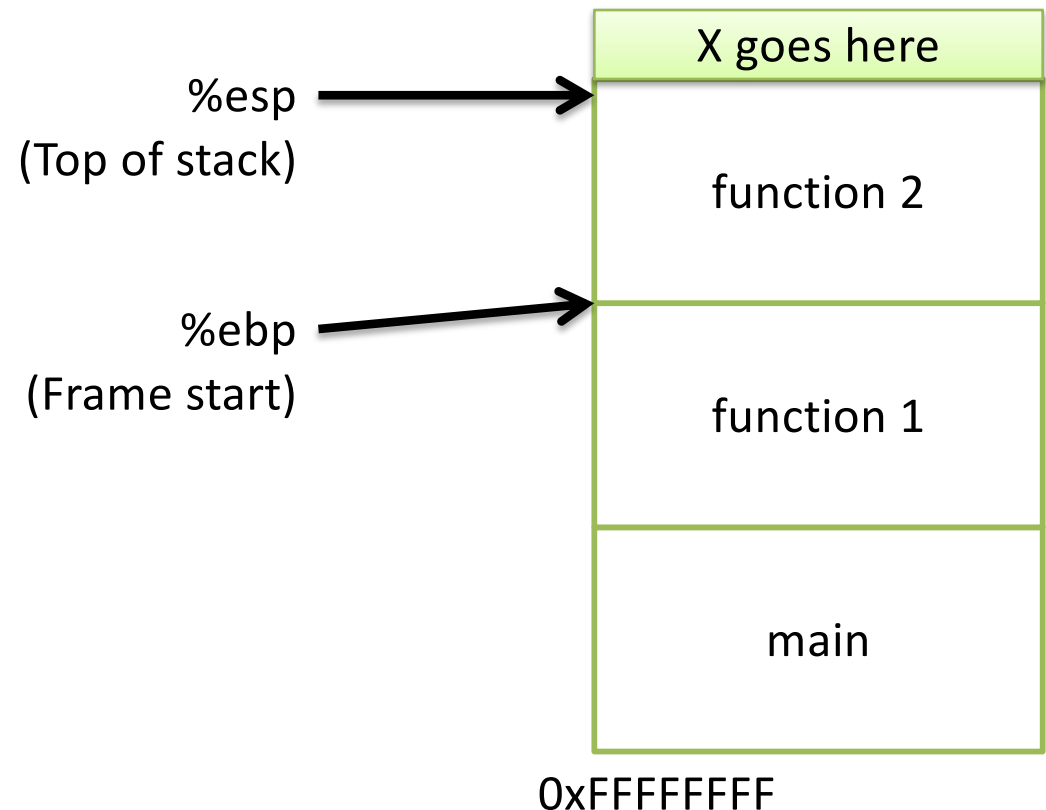 X goes here
%esp
(Top of stack)
function 2
%ebp
(Frame start)
function 1
main
0xFFFFFFFF